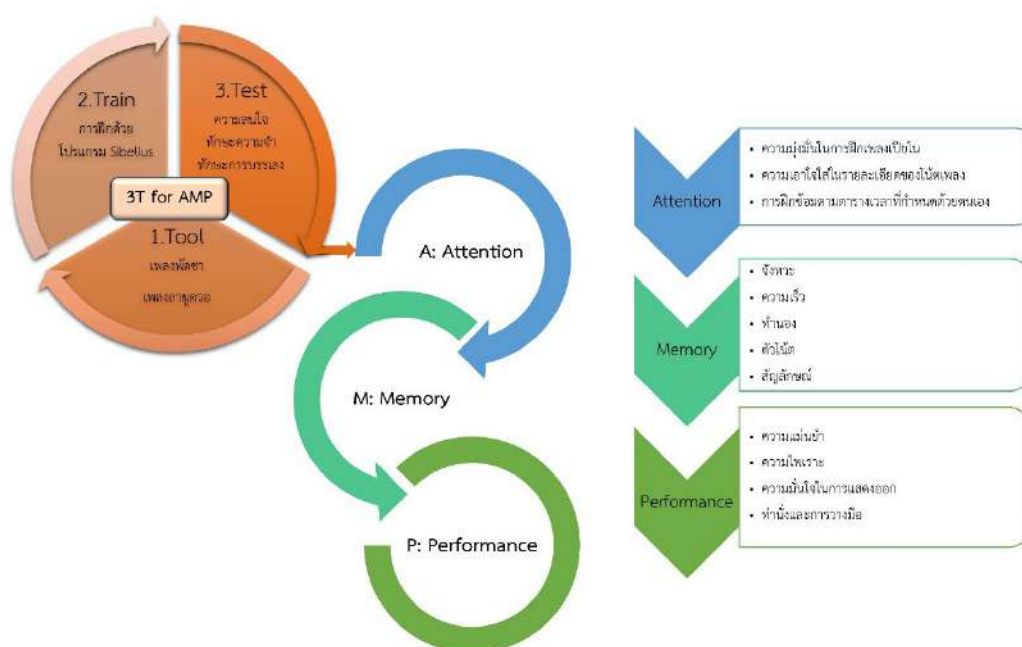 2.Train
การฝึกด้วย
โปรแกรม Sibelius
3.Test
ความสนใจ
ทักษะความจำ
ทักษะการบรรเลง
3T for AMP
1.Tool
เพลงพัดชา
เพลงอายุดวอ
A: Attention
M: Memory
P: Performance
Attention
• ความมุ่งมั่นในการฝึกเพลงเปียโน
• ความเอาใจใส่ในรายละเอียดของโน้ตเพลง
• การฝึกซ้อมตามตารางเวลาที่กำหนดด้วยตนเอง
Memory
• จังหวะ
• ความเร็ว
• ทำนอง
• ตัวโน้ต
• สัญลักษณ์
Performance
• ความแม่นยำ
• ความไพเราะ
• ความมั่นใจในการแสดงออก
• ท่านั่งและการวางมือ